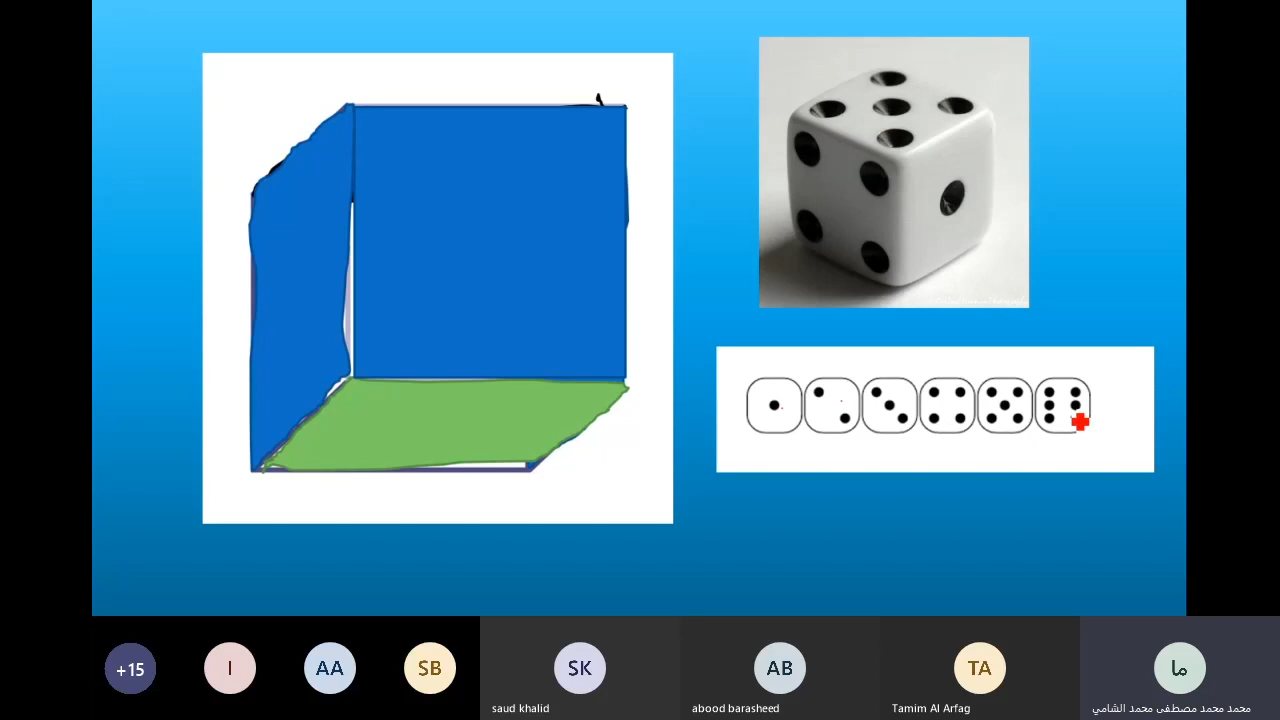 +15
I
AA
SB
SK
AB
TA
ما
saud khalid
abood barasheed
Tamim Al Arfag
محمد محمد مصطفى محمد الشامي